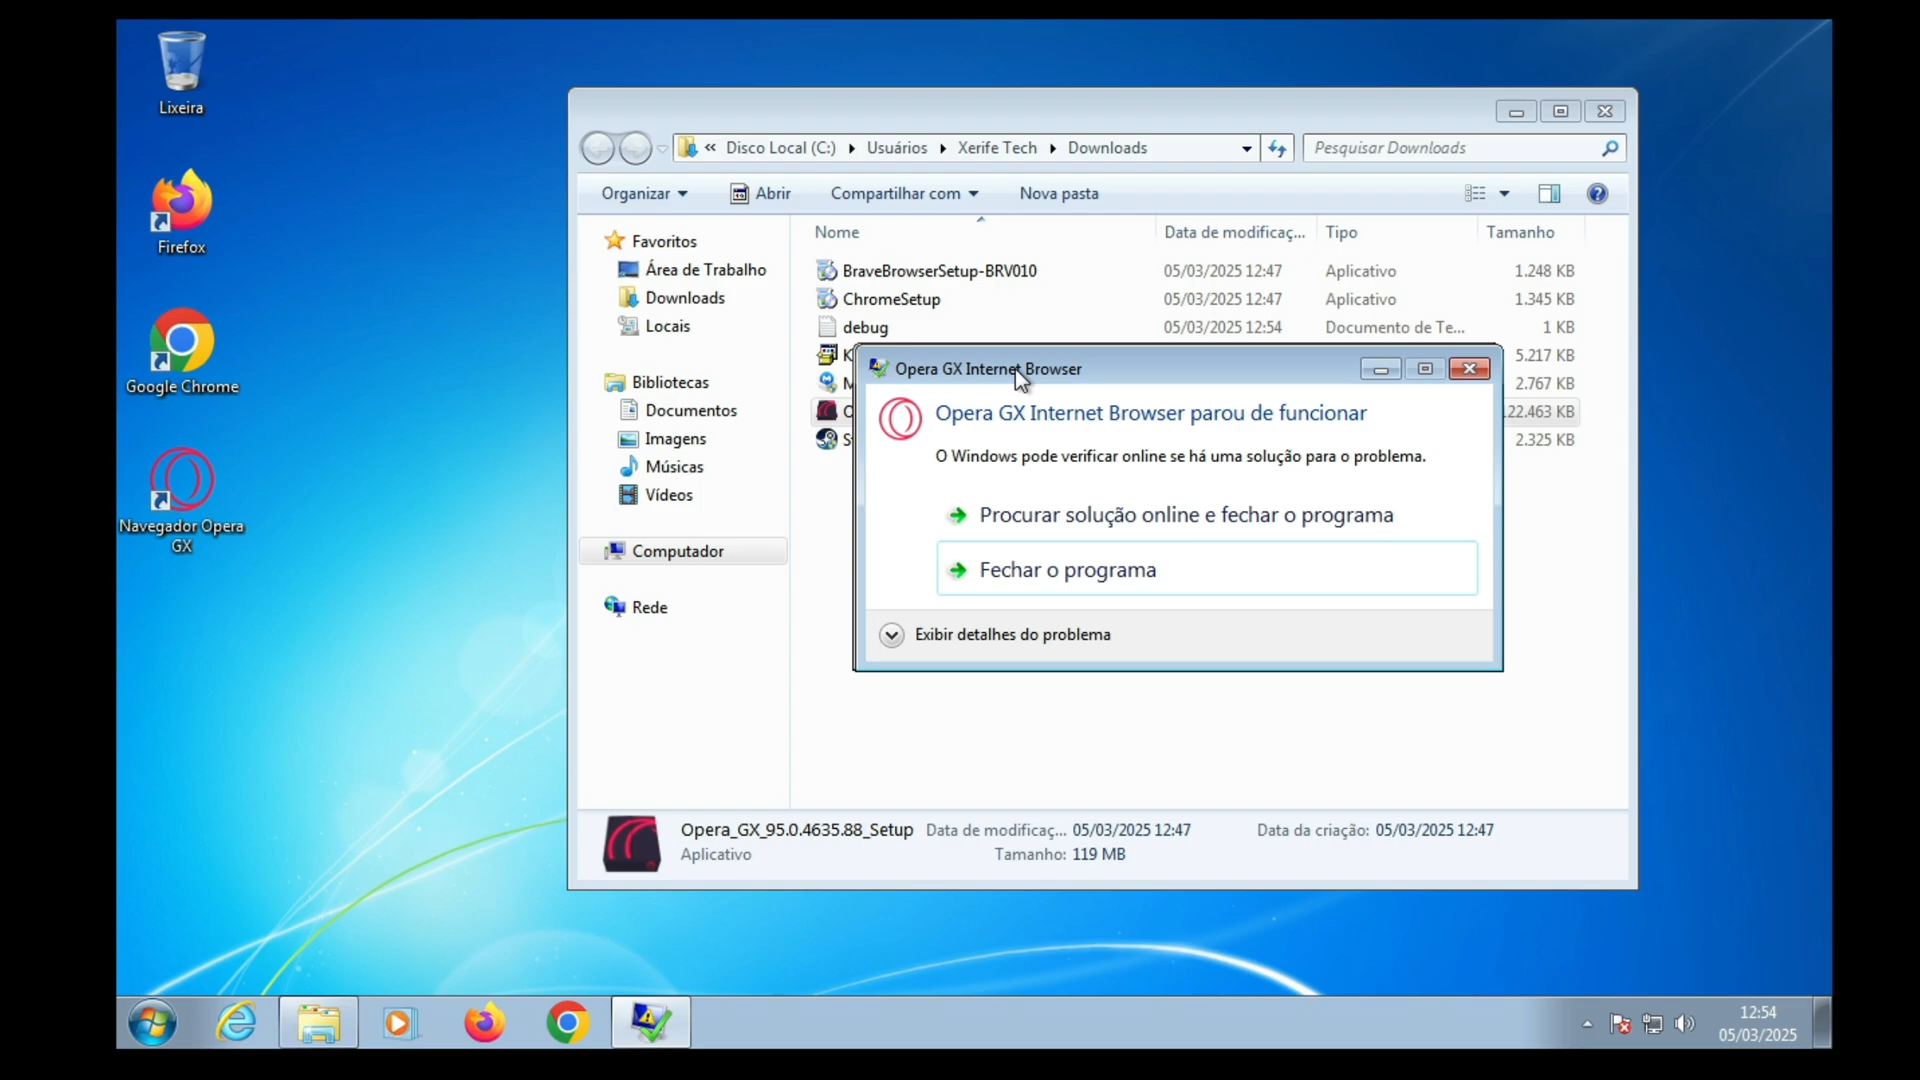 Lixeira
Firefox
Google Chrome
Navegador Opera
GX
« Disco Local (C:) Usuários Xerife Tech Downloads
Pesquisar Downloads
Organizar Abrir Compartilhar com Nova pasta
Nome Data de modificaç... Tipo Tamanho
Favoritos
Área de Trabalho
Downloads
Locais
Bibliotecas
Documentos
Imagens
Músicas
Vídeos
Computador
Rede
BraveBrowserSetup-BRV010 05/03/2025 12:47 Aplicativo 1.248 KB
ChromeSetup 05/03/2025 12:47 Aplicativo 1.345 KB
debug 05/03/2025 12:54 Documento de Te... 1 KB
5.217 KB
2.767 KB
22.463 KB
2.325 KB
Opera GX Internet Browser
Opera GX Internet Browser parou de funcionar
O Windows pode verificar online se há uma solução para o problema.
Procurar solução online e fechar o programa
Fechar o programa
Exibir detalhes do problema
Opera_GX_95.0.4635.88_Setup Data de modificaç... 05/03/2025 12:47 Data da criação: 05/03/2025 12:47
Aplicativo Tamanho: 119 MB
12:54
05/03/2025